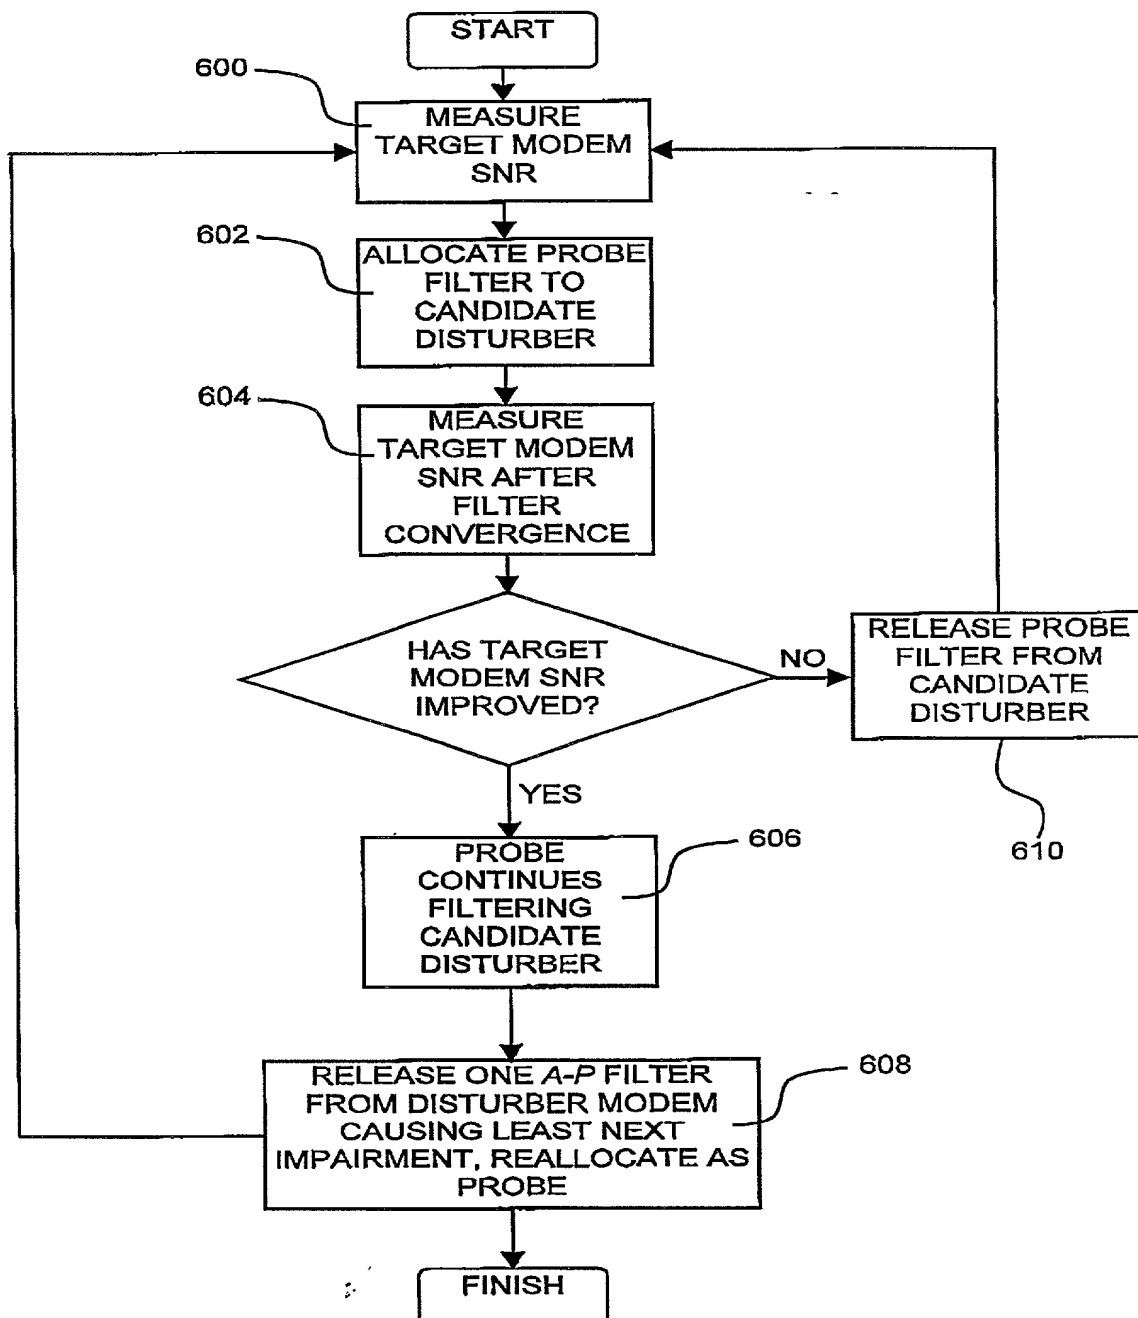 START
600
MEASURE
TARGET MODEM
SNR
602
ALLOCATE PROBE
FILTER TO
CANDIDATE
DISTURBER
604
MEASURE
TARGET MODEM
SNR AFTER
FILTER
CONVERGENCE
HAS TARGET
MODEM SNR
IMPROVED?
NO
RELEASE PROBE
FILTER FROM
CANDIDATE
DISTURBER
610
YES
PROBE
CONTINUES
FILTERING
CANDIDATE
DISTURBER
606
RELEASE ONE A-P FILTER
FROM DISTURBER MODEM
CAUSING LEAST NEXT
IMPAIRMENT, REALLOCATE AS
PROBE
608
FINISH